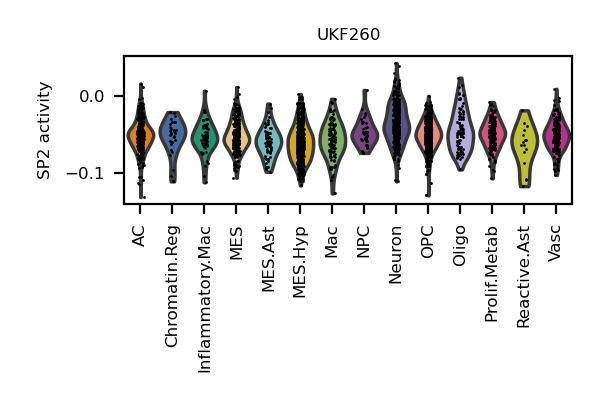 UKF260
SP2 activity
0.0
−0.1
AC
Chromatin.Reg
Inflammatory.Mac
MES
MES.Ast
MES.Hyp
Mac
NPC
Neuron
OPC
Oligo
Prolif.Metab
Reactive.Ast
Vasc